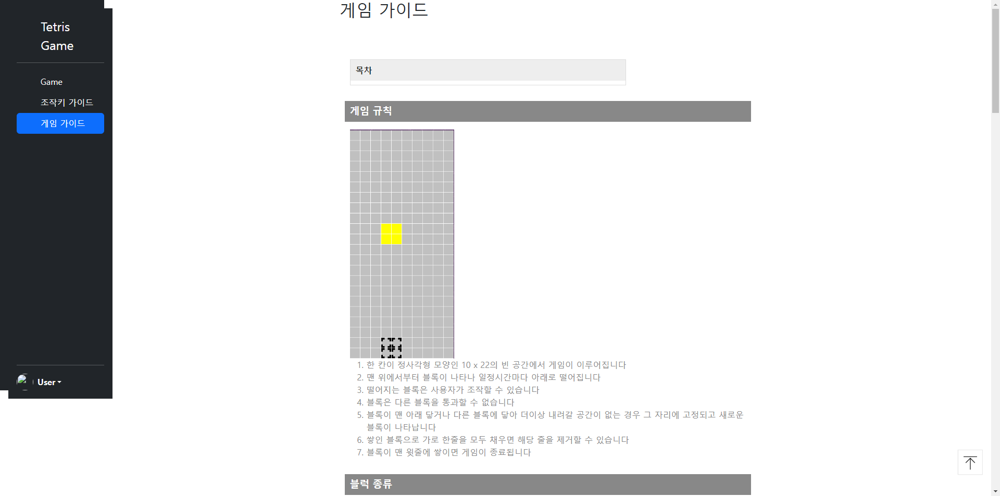 Tetris
Game
Game
조작키 가이드
게임 가이드
User
게임 가이드
목차
게임 규칙
1. 한 칸이 정사각형 모양인 10 x 22의 빈 공간에서 게임이 이루어집니다
2. 맨 위에서부터 블록이 나타나 일정시간마다 아래로 떨어집니다
3. 떨어지는 블록은 사용자가 조작할 수 있습니다
4. 블록은 다른 블록을 통과할 수 없습니다
5. 블록이 맨 아래 닿거나 다른 블록에 닿아 더이상 내려갈 공간이 없는 경우 그 자리에 고정되고 새로운
블록이 나타납니다
6. 쌓인 블록으로 가로 한줄을 모두 채우면 해당 줄을 제거할 수 있습니다
7. 블록이 맨 윗줄에 쌓이면 게임이 종료됩니다
블럭 종류